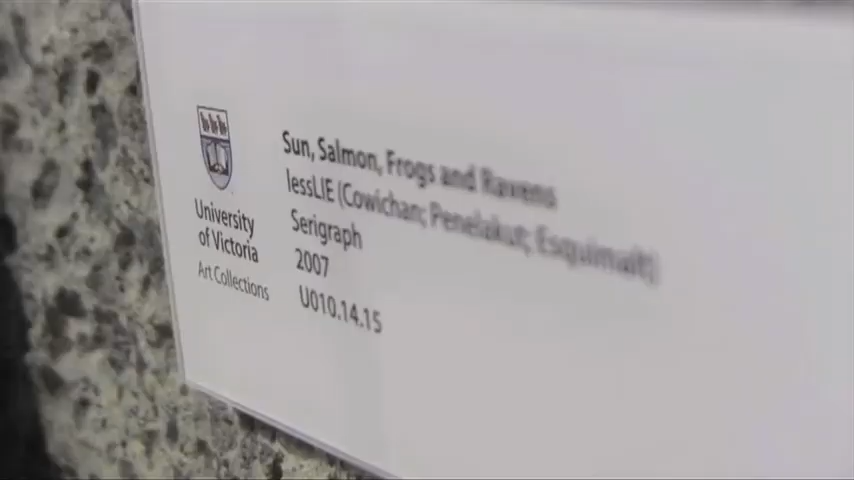 University
of Victoria
Art Collections
Sun, Salmon, Frogs and Ravens
lessLIE (Cowichan; Penelakut; Esquimalt)
Serigraph
2007
U010.14.15